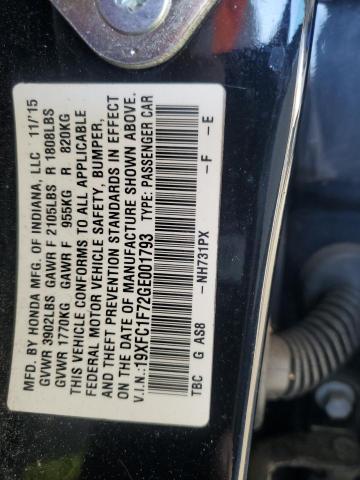 MFD. BY HONDA MFG. OF INDIANA, LLC 11/15
GVWR 3902LBS GAWR F 2105LBS R 1808LBS
GVWR 1770KG GAWR F 955KG R 820KG
THIS VEHICLE CONFORMS TO ALL APPLICABLE
FEDERAL MOTOR VEHICLE SAFETY, BUMPER,
AND THEFT PREVENTION STANDARDS IN EFFECT
ON THE DATE OF MANUFACTURE SHOWN ABOVE.
V.I.N.:19XFC1F72GE001793 TYPE: PASSENGER CAR
NH731PX - F - E
TBC G AS8